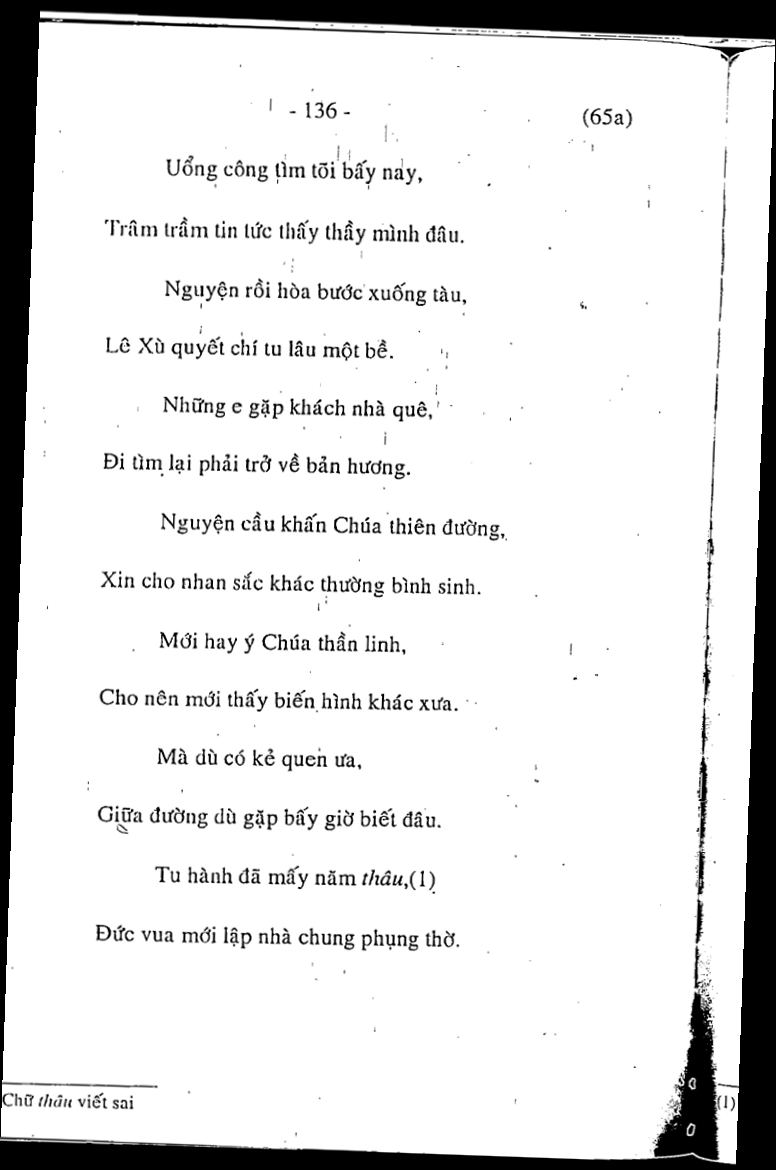 - 136 - (65a)
Uổng công tìm tõi bấy nay,
Trâm trầm tin tức thấy thầy mình đâu.
Nguyện rồi hòa bước xuống tàu,
Lê Xù quyết chí tu lâu một bề.
Những e gặp khách nhà quê,
Đi tìm lại phải trở về bản hương.
Nguyện cầu khấn Chúa thiên đường,
Xin cho nhan sắc khác thường bình sinh.
Mới hay ý Chúa thần linh,
Cho nên mới thấy biến hình khác xưa.
Mà dù có kẻ quen ưa,
Giữa đường dù gặp bấy giờ biết đâu.
Tu hành đã mấy năm thâu,(1)
Đức vua mới lập nhà chung phụng thờ.
Chữ thâu viết sai
(1)